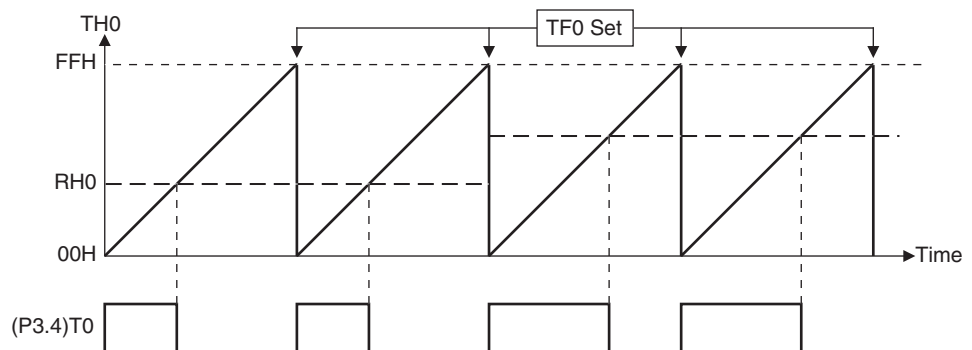 TH0
TF0 Set
FFH
RH0
00H
Time
(P3.4)T0